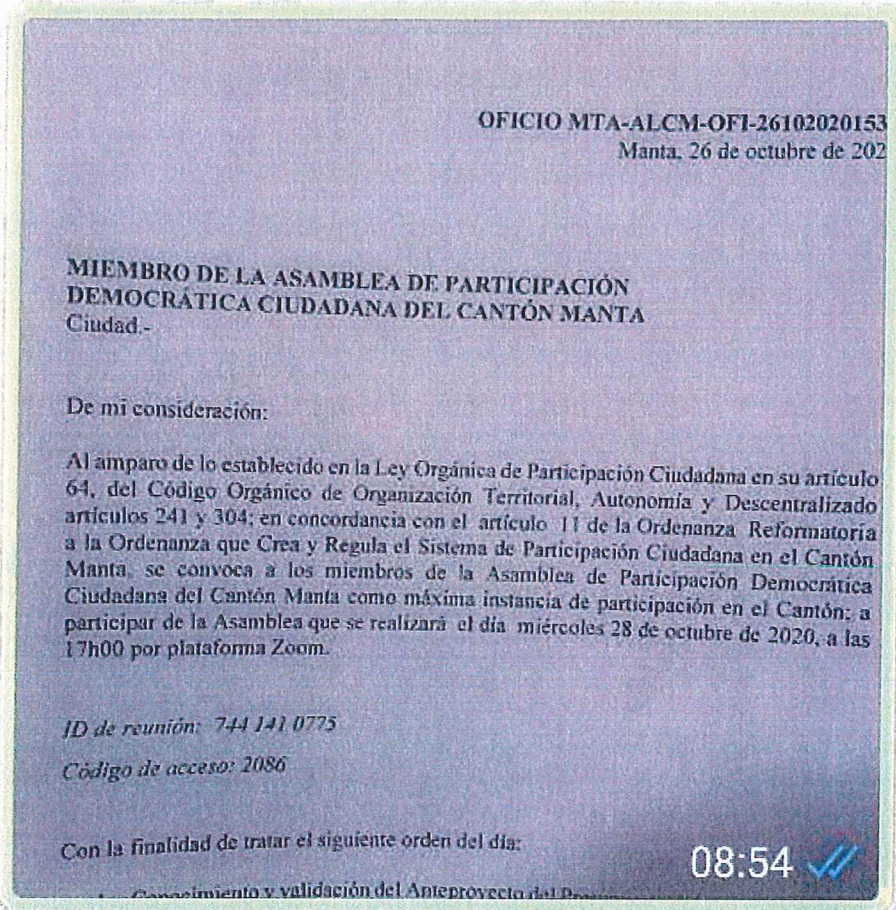 OFICIO MTA-ALCM-OFI-26102020153
Manta, 26 de octubre de 202
MIEMBRO DE LA ASAMBLEA DE PARTICIPACIÓN
DEMOCRÁTICA CIUDADANA DEL CANTÓN MANTA
Ciudad.-
De mi consideración:
Al amparo de lo establecido en la Ley Orgánica de Participación Ciudadana en su artículo
64, del Código Orgánico de Organización Territorial, Autonomía y Descentralizado
artículos 241 y 304; en concordancia con el artículo 11 de la Ordenanza Reformatoria
a la Ordenanza que Crea y Regula el Sistema de Participación Ciudadana en el Cantón
Manta, se convoca a los miembros de la Asamblea de Participación Democrática
Ciudadana del Cantón Manta como máxima instancia de participación en el Cantón; a
participar de la Asamblea que se realizará el día miércoles 28 de octubre de 2020, a las
17h00 por plataforma Zoom.
ID de reunión: 744 141 0775
Código de acceso: 2086
Con la finalidad de tratar el siguiente orden del día:
Conocimiento y validación del Anteproyecto del
08:54